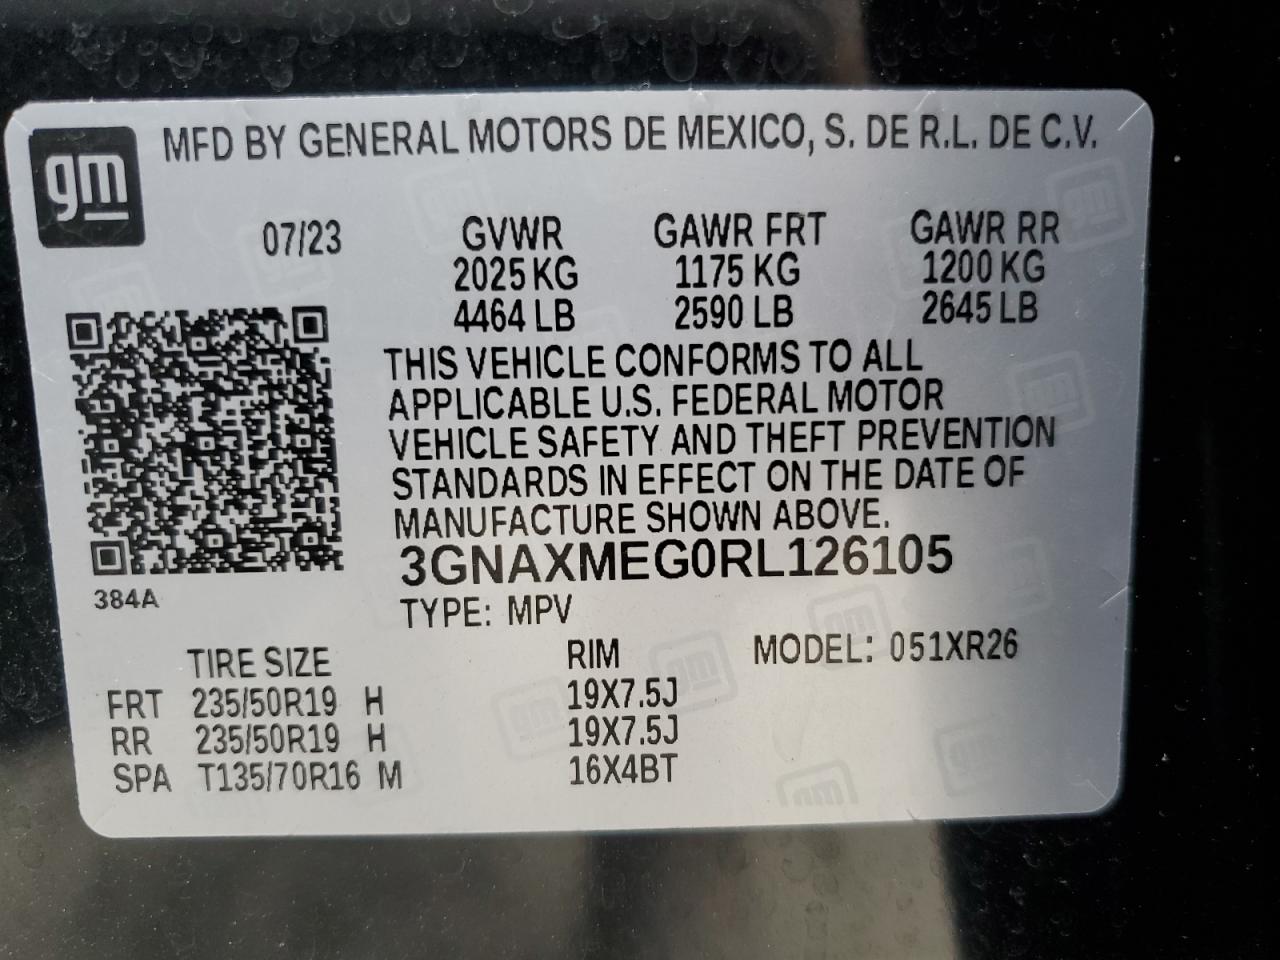 gm
MFD BY GENERAL MOTORS DE MEXICO, S. DE R.L. DE C.V.
07/23 GVWR GAWR FRT GAWR RR
2025 KG 1175 KG 1200 KG
4464 LB 2590 LB 2645 LB
THIS VEHICLE CONFORMS TO ALL
APPLICABLE U.S. FEDERAL MOTOR
VEHICLE SAFETY AND THEFT PREVENTION
STANDARDS IN EFFECT ON THE DATE OF
MANUFACTURE SHOWN ABOVE.
3GNAXMEG0RL126105
384A
TYPE: MPV
TIRE SIZE RIM MODEL: 051XR26
FRT 235/50R19 H 19X7.5J
RR 235/50R19 H 19X7.5J
SPA T135/70R16 M 16X4BT